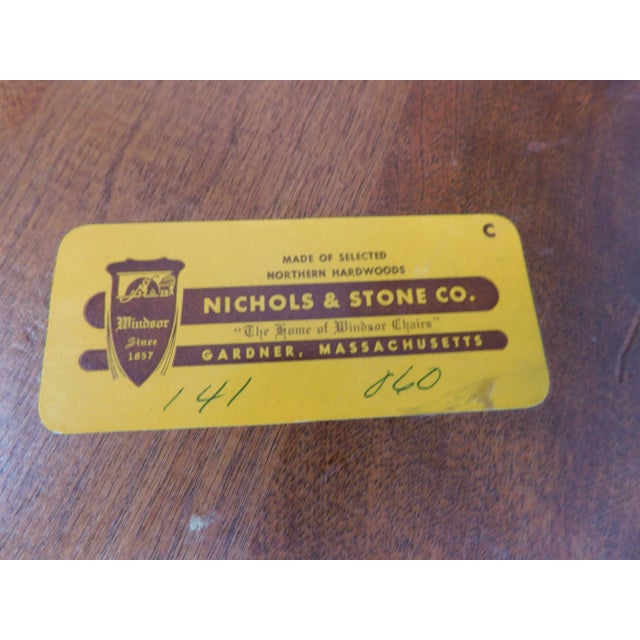 C
MADE OF SELECTED
NORTHERN HARDWOODS
NICHOLS & STONE CO.
"The Home of Windsor Chairs"
GARDNER, MASSACHUSETTS
Windsor
Since
1857
141 860